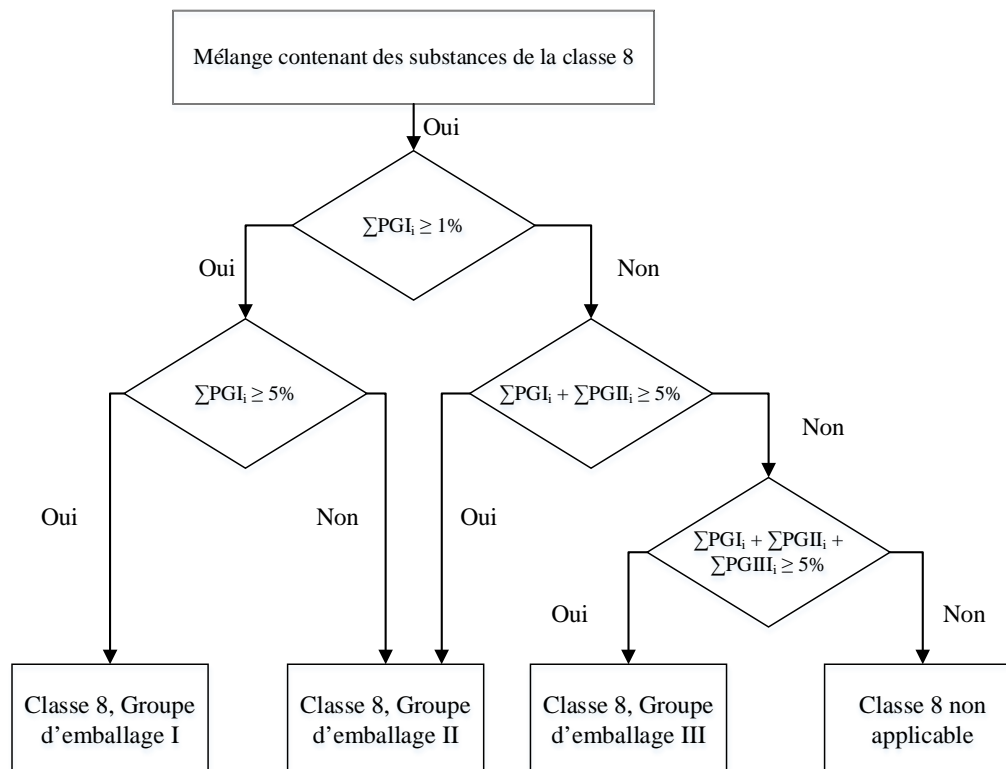 Mélange contenant des substances de la classe 8
Oui
∑PGIᵢ ≥ 1%
Oui
Non
∑PGIᵢ ≥ 5%
∑PGIᵢ + ∑PGIIᵢ ≥ 5%
Non
Oui
Non
Oui
∑PGIᵢ + ∑PGIIᵢ +
∑PGIIIᵢ ≥ 5%
Oui
Non
Classe 8, Groupe
d’emballage I
Classe 8, Groupe
d’emballage II
Classe 8, Groupe
d’emballage III
Classe 8 non
applicable